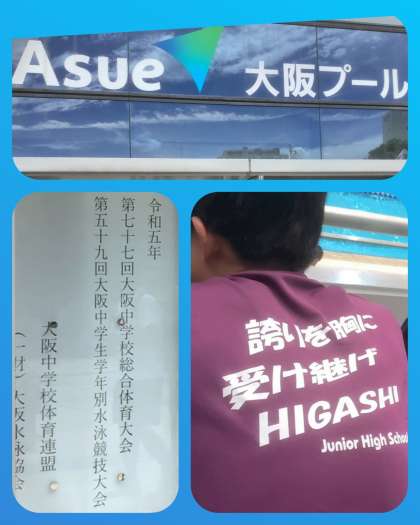 Asue 大阪プール
令和五年
第七十七回大阪中学校総合体育大会
第五十九回大阪中学生学年別水泳競技大会
大阪中学校体育連盟
(一財)大阪水泳協会
誇りを胸に
受け継げ
HIGASHI
Junior High School